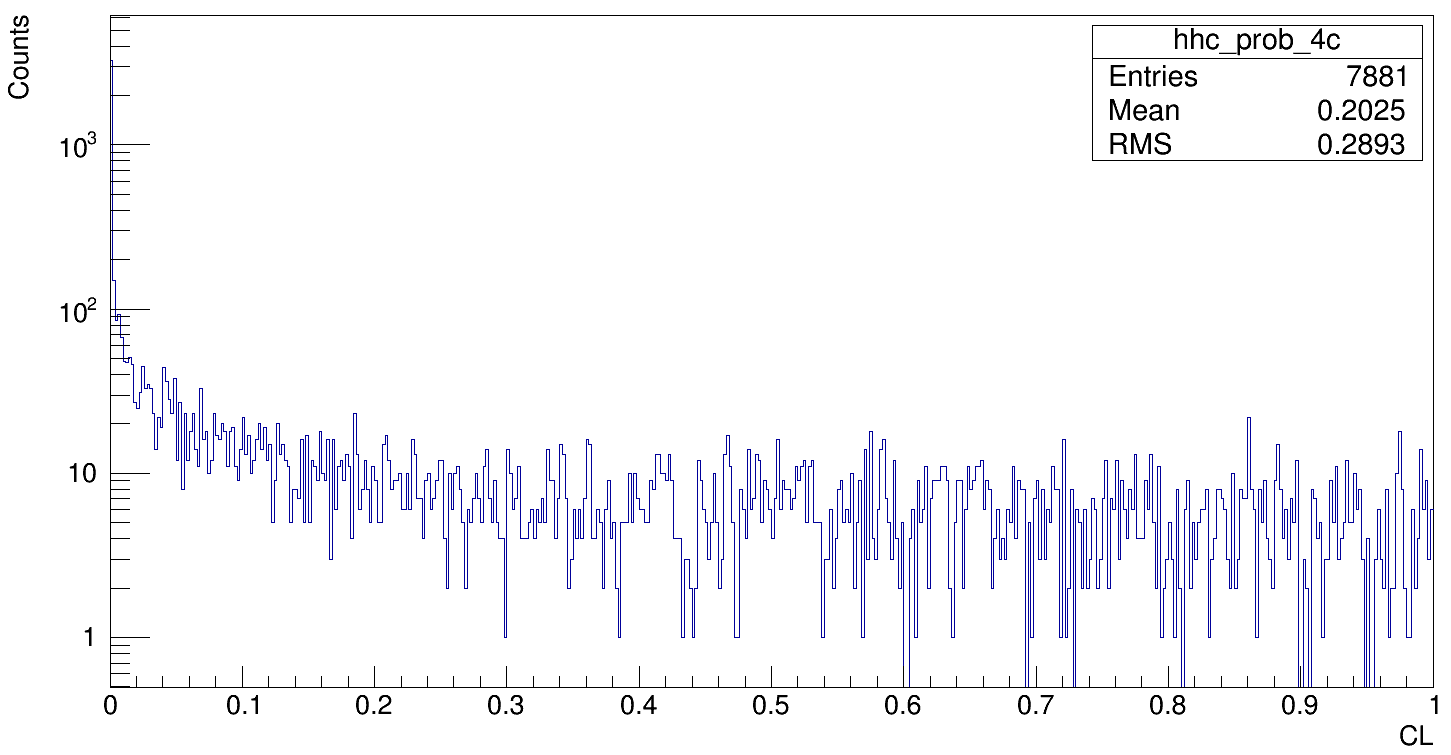 Counts
hhc_prob_4c
Entries 7881
Mean 0.2025
RMS 0.2893
10³
10²
10
1
0 0.1 0.2 0.3 0.4 0.5 0.6 0.7 0.8 0.9 1
CL